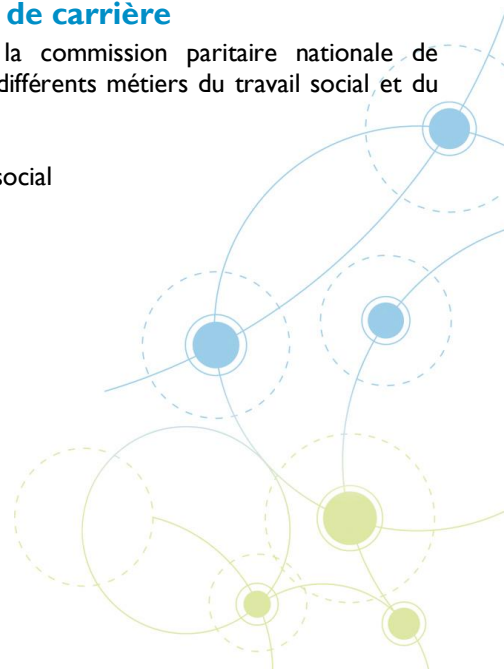 de carrière
la commission paritaire nationale de
différents métiers du travail social et du
social